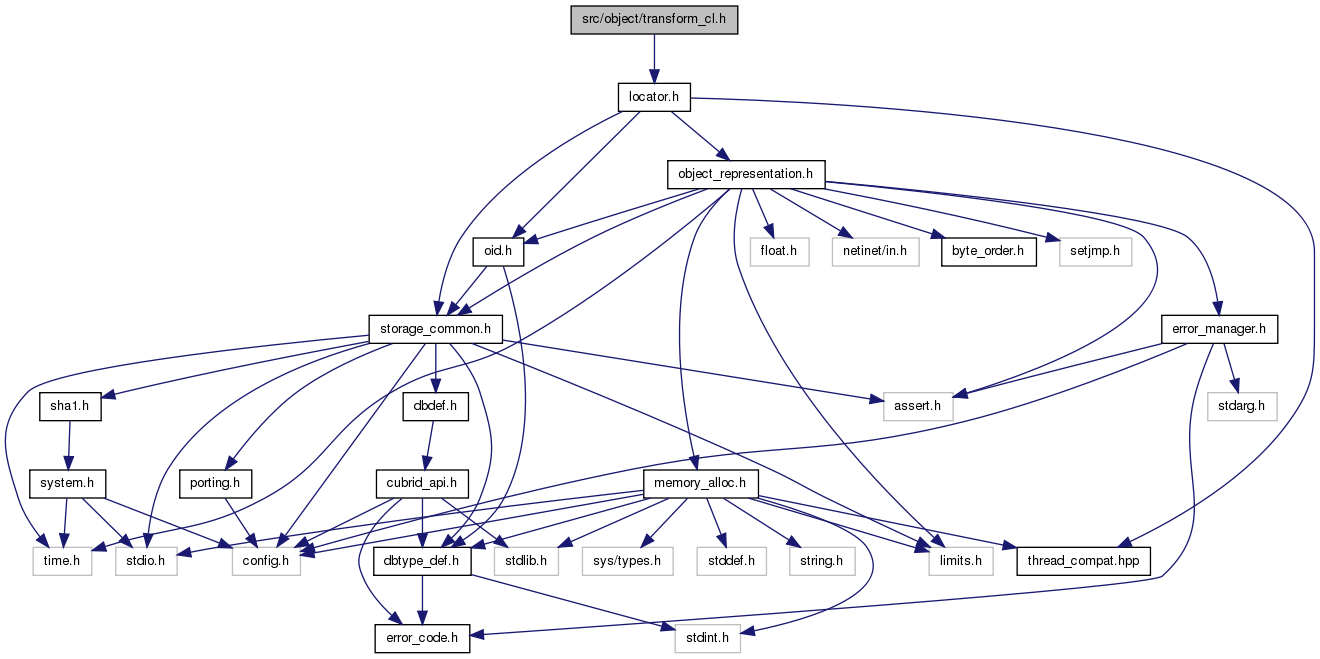 src/object/transform_cl.h
locator.h
object_representation.h
oid.h
float.h
netinet/in.h
byte_order.h
setjmp.h
storage_common.h
error_manager.h
sha1.h
dbdef.h
assert.h
stdarg.h
system.h
porting.h
cubrid_api.h
memory_alloc.h
time.h
stdio.h
config.h
dbtype_def.h
stdlib.h
sys/types.h
stddef.h
string.h
limits.h
thread_compat.hpp
error_code.h
stdint.h